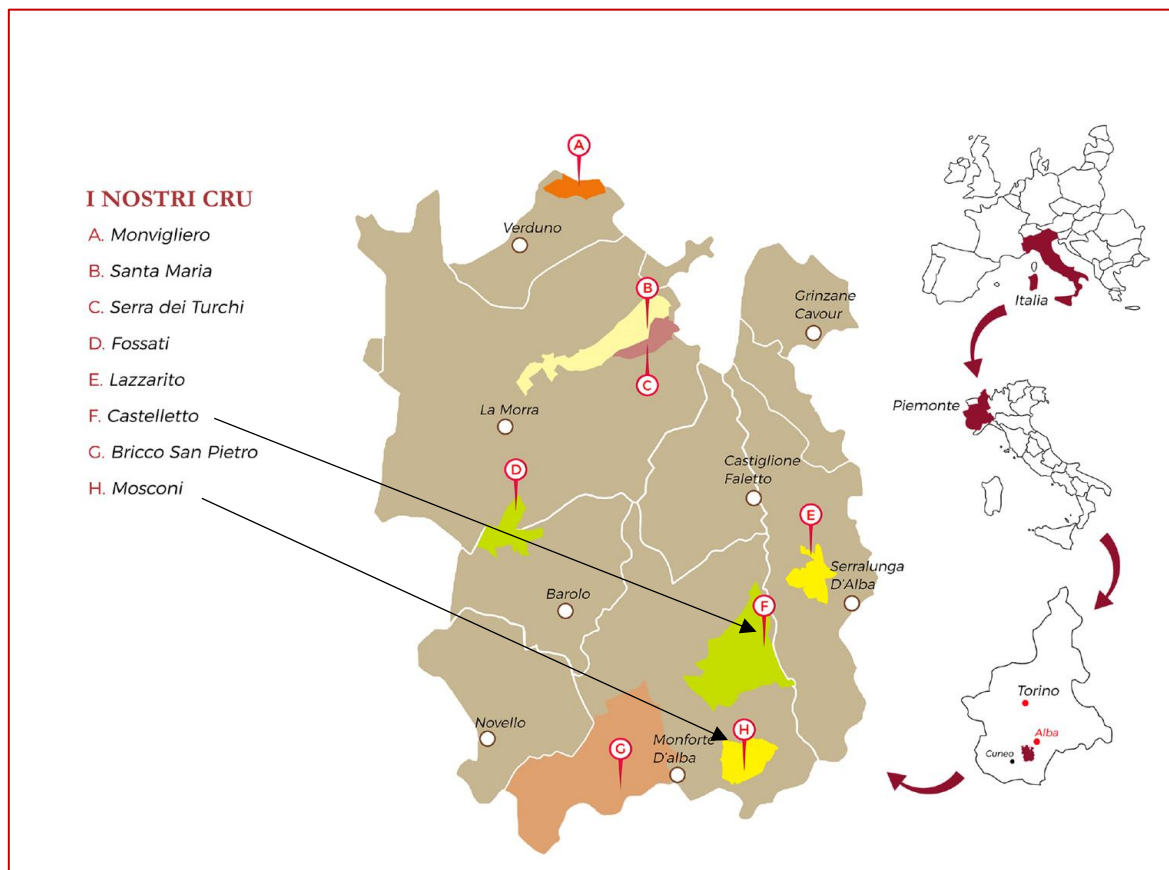 I NOSTRI CRU
A. Monvigliero
B. Santa Maria
C. Serra dei Turchi
D. Fossati
E. Lazzarito
F. Castelletto
G. Bricco San Pietro
H. Mosconi
A
Verduno
B
Grinzane
Cavour
C
La Morra
D
Castiglione
Faletto
E
Serralunga
D'Alba
Barolo
F
Novello
G
Monforte
D'alba
H
Italia
Piemonte
Torino
Alba
Cuneo